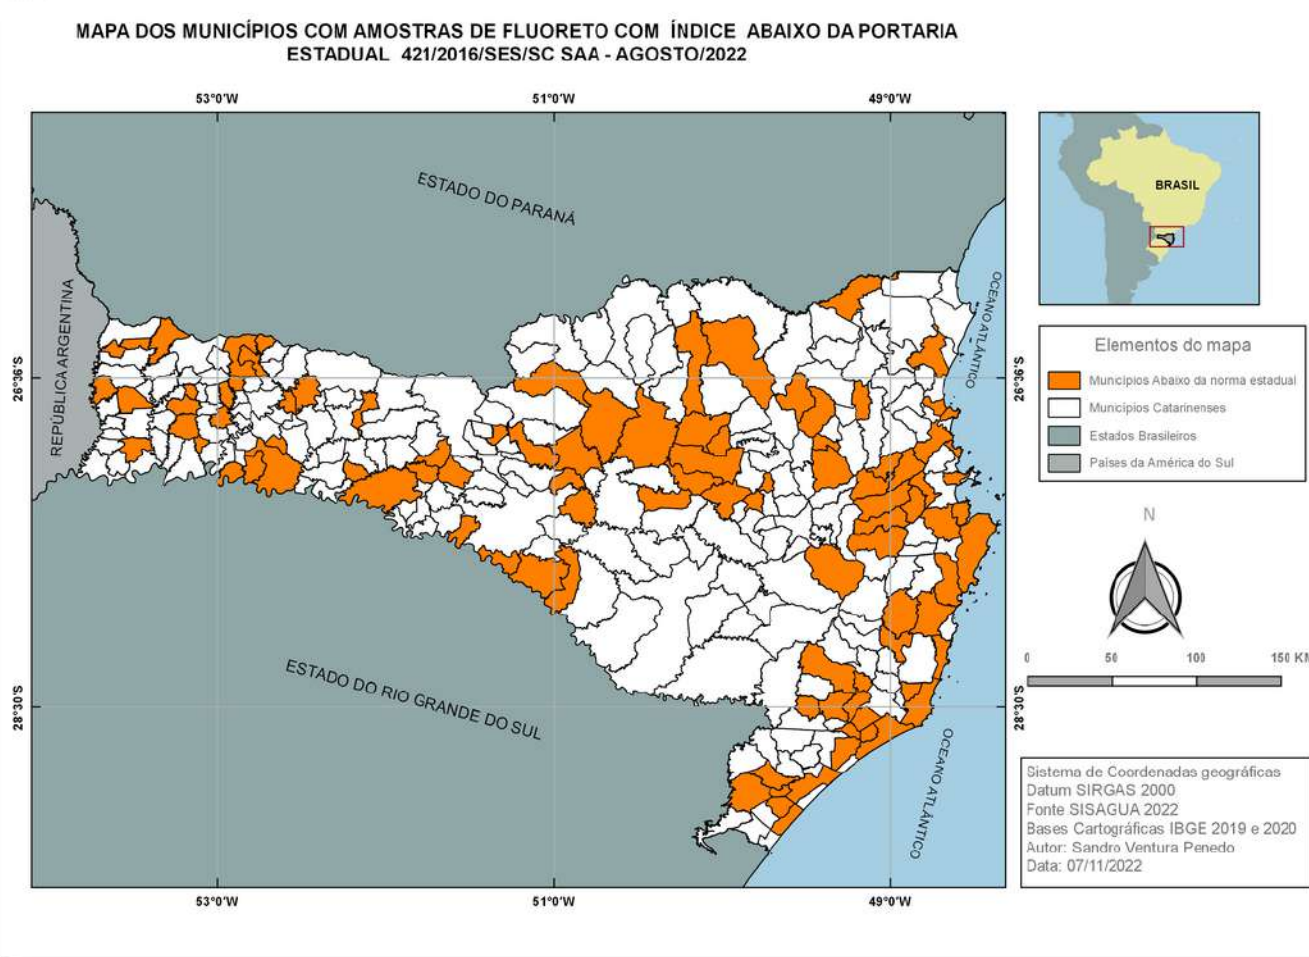 MAPA DOS MUNICÍPIOS COM AMOSTRAS DE FLUORETO COM ÍNDICE ABAIXO DA PORTARIA
ESTADUAL 421/2016/SES/SC SAA - AGOSTO/2022
53°0'W
51°0'W
49°0'W
ESTADO DO PARANÁ
REPÚBLICA ARGENTINA
OCEANO ATLÂNTICO
26°36'S
26°36'S
ESTADO DO RIO GRANDE DO SUL
28°30'S
28°30'S
OCEANO ATLÂNTICO
53°0'W
51°0'W
49°0'W
BRASIL
Elementos do mapa
Municípios Abaixo da norma estadual
Municípios Catarinenses
Estados Brasileiros
Países da América do Sul
N
0 50 100 150 KM
Sistema de Coordenadas geográficas
Datum SIRGAS 2000
Fonte SISAGUA 2022
Bases Cartográficas IBGE 2019 e 2020
Autor: Sandro Ventura Penedo
Data: 07/11/2022